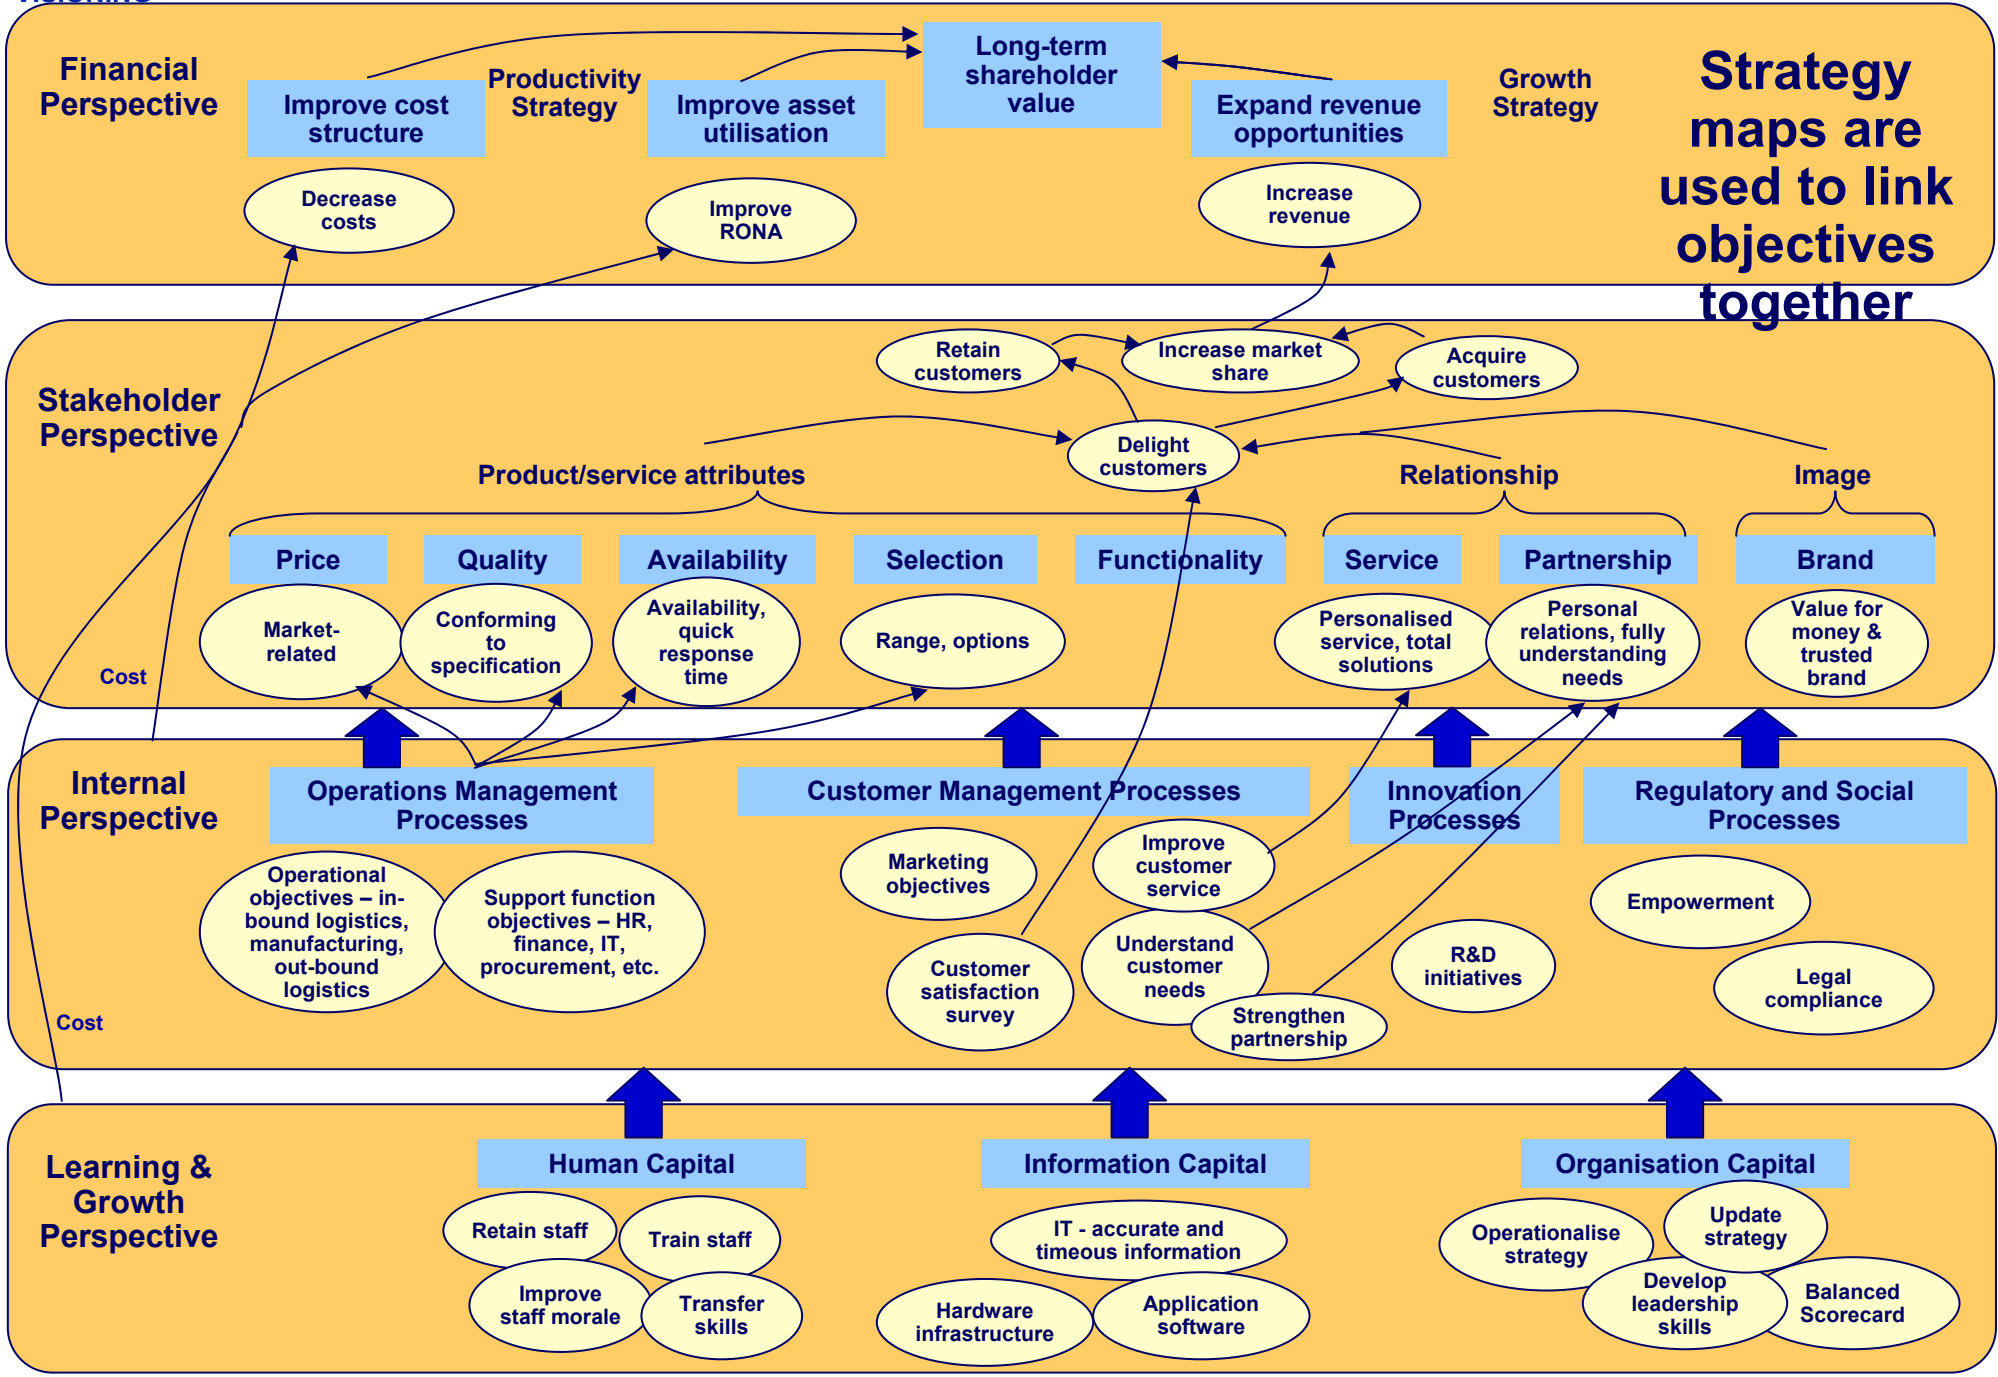 VISIONING
Financial
Perspective
Improve cost
structure
Productivity
Strategy
Improve asset
utilisation
Long-term
shareholder
value
Expand revenue
opportunities
Growth
Strategy
Strategy
maps are
used to link
objectives
together
Decrease
costs
Improve
RONA
Increase
revenue
Stakeholder
Perspective
Retain
customers
Increase market
share
Acquire
customers
Delight
customers
Product/service attributes
Relationship
Image
Price
Quality
Availability
Selection
Functionality
Service
Partnership
Brand
Market-
related
Conforming
to
specification
Availability,
quick
response
time
Range, options
Personalised
service, total
solutions
Personal
relations, fully
understanding
needs
Value for
money &
trusted
brand
Cost
Internal
Perspective
Operations Management
Processes
Customer Management Processes
Innovation
Processes
Regulatory and Social
Processes
Operational
objectives – in-
bound logistics,
manufacturing,
out-bound
logistics
Support function
objectives – HR,
finance, IT,
procurement, etc.
Marketing
objectives
Improve
customer
service
Customer
satisfaction
survey
Understand
customer
needs
Strengthen
partnership
R&D
initiatives
Empowerment
Legal
compliance
Cost
Learning &
Growth
Perspective
Human Capital
Information Capital
Organisation Capital
Retain staff
Train staff
Improve
staff morale
Transfer
skills
IT - accurate and
timeous information
Hardware
infrastructure
Application
software
Operationalise
strategy
Update
strategy
Develop
leadership
skills
Balanced
Scorecard